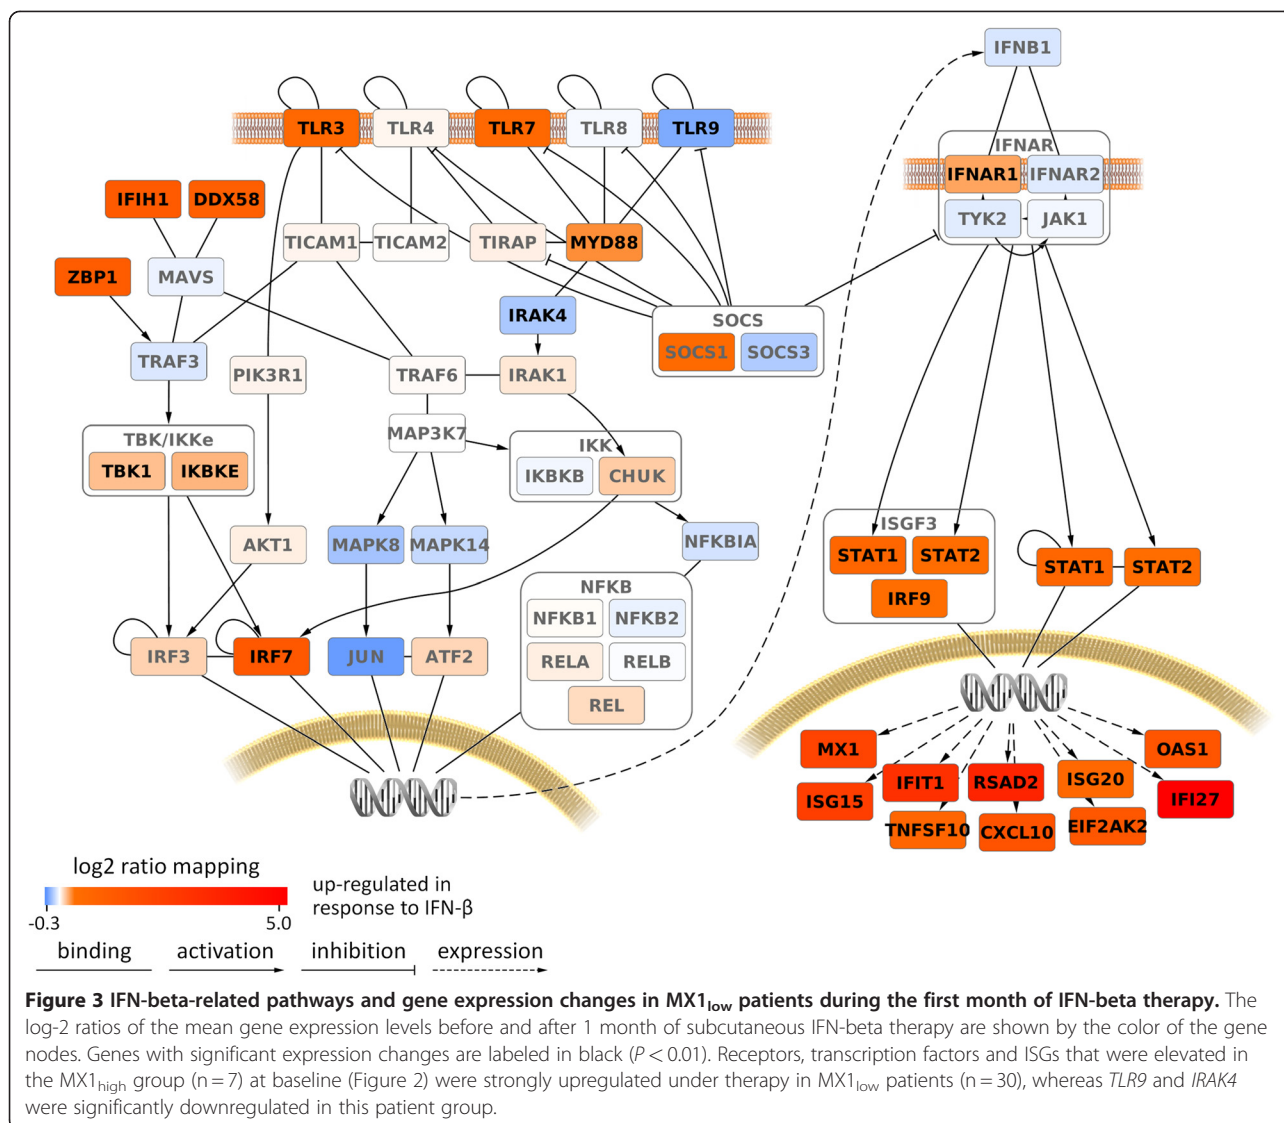 IFNB1
TLR3 TLR4 TLR7 TLR8 TLR9
IFNAR
IFNAR1 IFNAR2
TYK2 JAK1
IFIH1 DDX58
TICAM1 TICAM2 TIRAP MYD88
ZBP1 MAVS
IRAK4
SOCS
SOCS1 SOCS3
TRAF3 PIK3R1 TRAF6 IRAK1
MAP3K7
TBK/IKKe
TBK1 IKBKE
IKK
IKBKB CHUK
AKT1 MAPK8 MAPK14 NFKBIA
ISGF3
STAT1 STAT2
IRF9
STAT1 STAT2
NFKB
NFKB1 NFKB2
RELA RELB
REL
IRF3 IRF7 JUN ATF2
MX1 OAS1
IFIT1 RSAD2 ISG20
ISG15 IFI27
TNFSF10 CXCL10 EIF2AK2
log2 ratio mapping
-0.3 5.0
up-regulated in
response to IFN-β
binding activation inhibition expression
Figure 3 IFN-beta-related pathways and gene expression changes in MX1low patients during the first month of IFN-beta therapy. The
log-2 ratios of the mean gene expression levels before and after 1 month of subcutaneous IFN-beta therapy are shown by the color of the gene
nodes. Genes with significant expression changes are labeled in black (P < 0.01). Receptors, transcription factors and ISGs that were elevated in
the MX1high group (n = 7) at baseline (Figure 2) were strongly upregulated under therapy in MX1low patients (n = 30), whereas TLR9 and IRAK4
were significantly downregulated in this patient group.